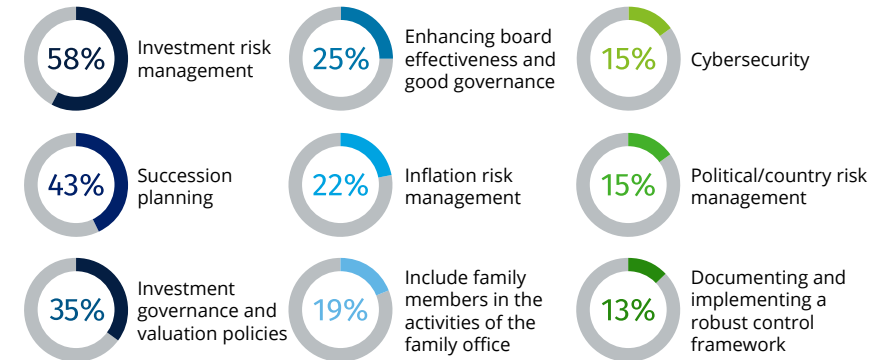 58%
Investment risk
management
25%
Enhancing board
effectiveness and
good governance
15%
Cybersecurity
43%
Succession
planning
22%
Inflation risk
management
15%
Political/country risk
management
35%
Investment
governance and
valuation policies
19%
Include family
members in the
activities of the
family office
13%
Documenting and
implementing a
robust control
framework